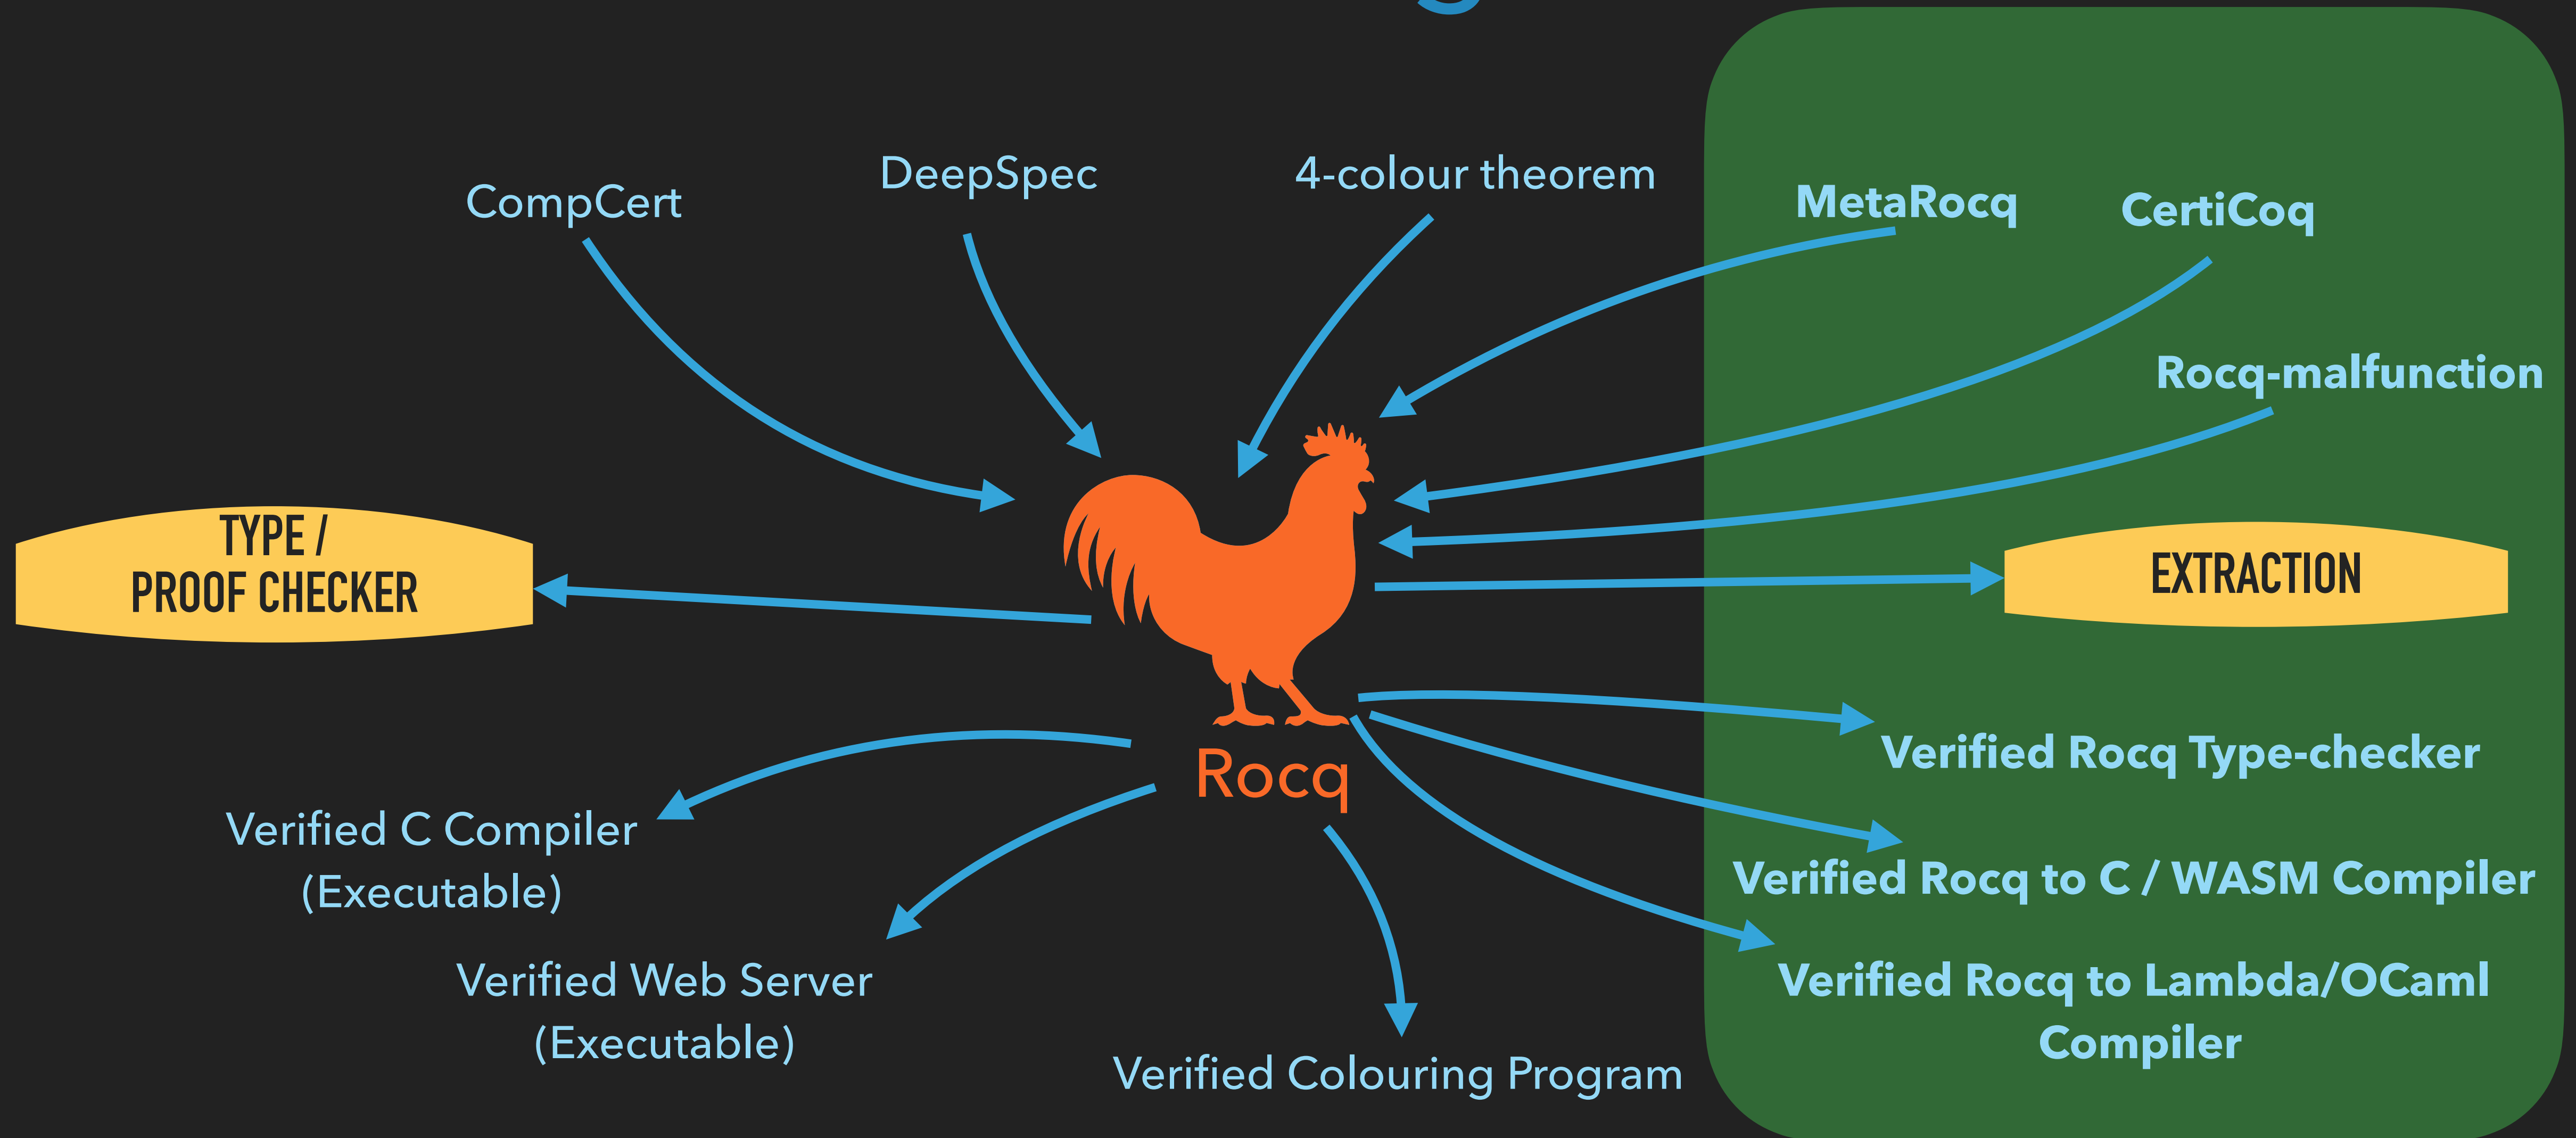 CompCert
DeepSpec
4-colour theorem
MetaRocq
CertiCoq
Rocq-malfunction
TYPE /
PROOF CHECKER
EXTRACTION
Rocq
Verified Rocq Type-checker
Verified C Compiler
(Executable)
Verified Rocq to C / WASM Compiler
Verified Web Server
(Executable)
Verified Rocq to Lambda/OCaml
Compiler
Verified Colouring Program